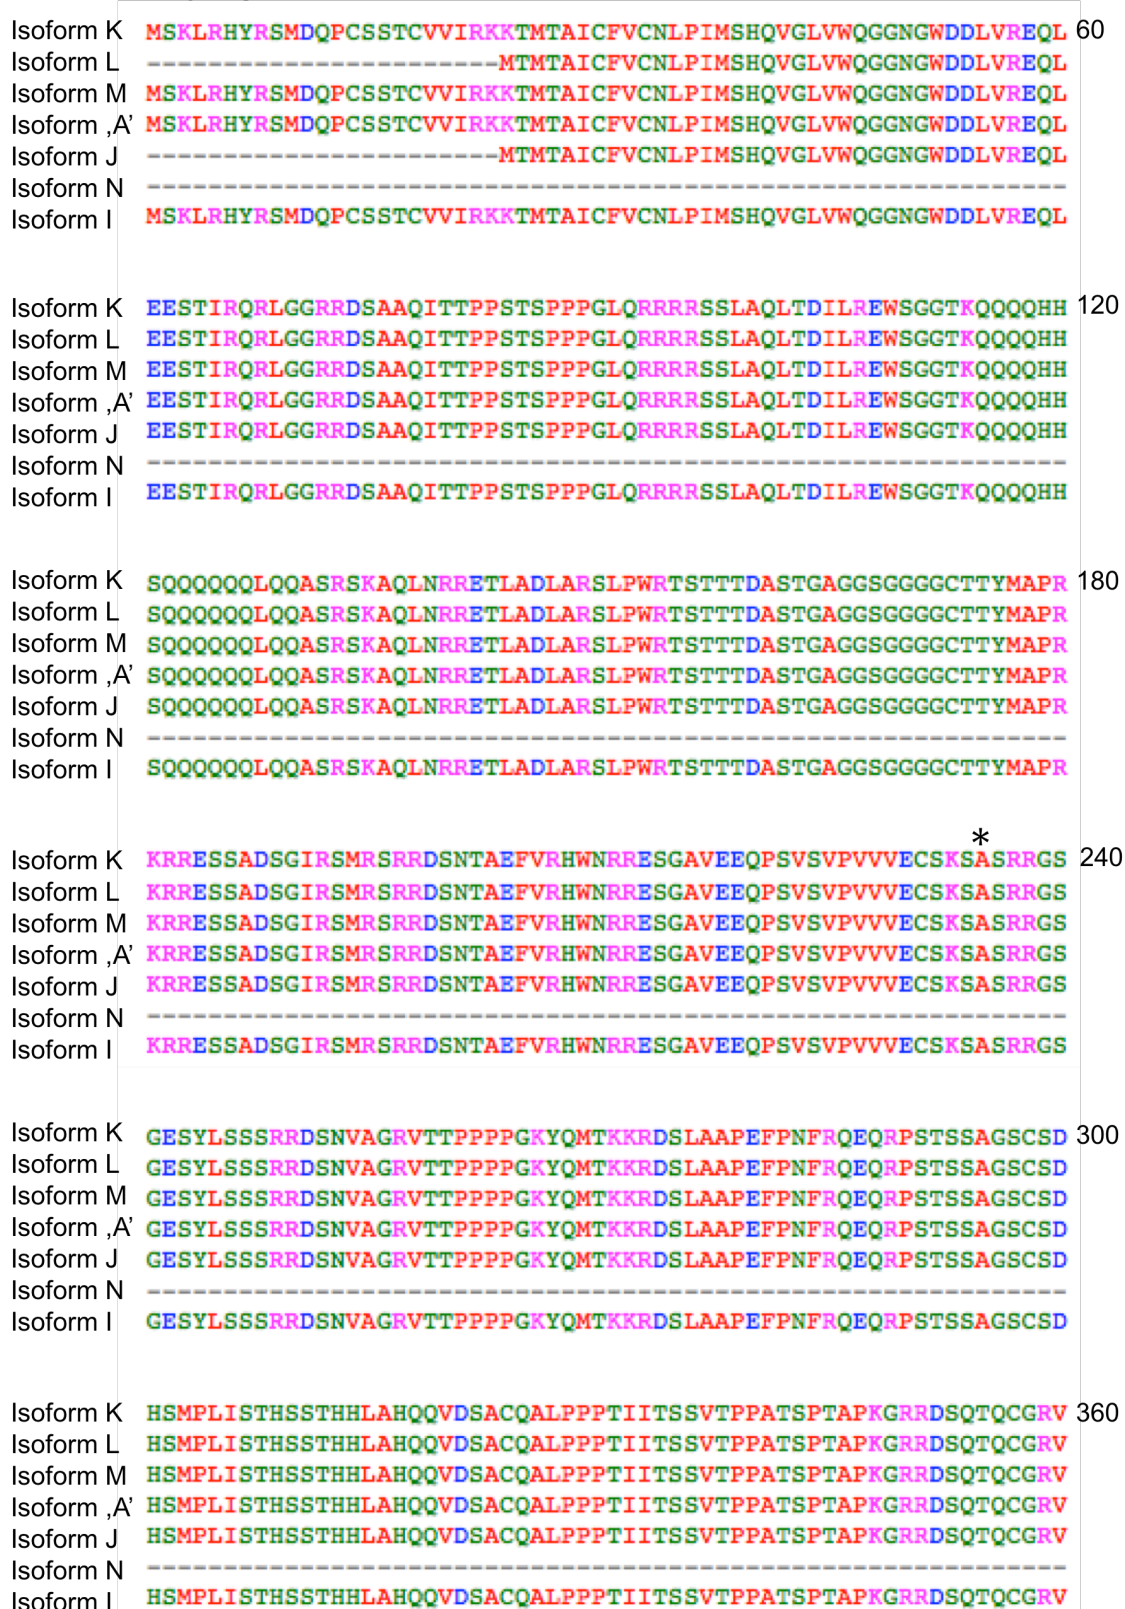 Isoform K MSKLRHYRSMDQPCSSTCVVIRKKTMTAICFVCNLPIMSHQVGLVWQGGNGWDDLVREQL 60
Isoform L -----------------------MTMTAICFVCNLPIMSHQVGLVWQGGNGWDDLVREQL
Isoform M MSKLRHYRSMDQPCSSTCVVIRKKTMTAICFVCNLPIMSHQVGLVWQGGNGWDDLVREQL
Isoform ‚A’ MSKLRHYRSMDQPCSSTCVVIRKKTMTAICFVCNLPIMSHQVGLVWQGGNGWDDLVREQL
Isoform J -----------------------MTMTAICFVCNLPIMSHQVGLVWQGGNGWDDLVREQL
Isoform N ------------------------------------------------------------
Isoform I MSKLRHYRSMDQPCSSTCVVIRKKTMTAICFVCNLPIMSHQVGLVWQGGNGWDDLVREQL
Isoform K EESTIRQRLGGRRDSAAQITTPPSTSPPPGLQRRRRSSLAQLTDILREWSGGTKQQQQHH 120
Isoform L EESTIRQRLGGRRDSAAQITTPPSTSPPPGLQRRRRSSLAQLTDILREWSGGTKQQQQHH
Isoform M EESTIRQRLGGRRDSAAQITTPPSTSPPPGLQRRRRSSLAQLTDILREWSGGTKQQQQHH
Isoform ‚A’ EESTIRQRLGGRRDSAAQITTPPSTSPPPGLQRRRRSSLAQLTDILREWSGGTKQQQQHH
Isoform J EESTIRQRLGGRRDSAAQITTPPSTSPPPGLQRRRRSSLAQLTDILREWSGGTKQQQQHH
Isoform N ------------------------------------------------------------
Isoform I EESTIRQRLGGRRDSAAQITTPPSTSPPPGLQRRRRSSLAQLTDILREWSGGTKQQQQHH
Isoform K SQQQQQQLQQASRSKAQLNRRETLADLARSLPWRTSTTTDASTGAGGSGGGGCTTYMAPR 180
Isoform L SQQQQQQLQQASRSKAQLNRRETLADLARSLPWRTSTTTDASTGAGGSGGGGCTTYMAPR
Isoform M SQQQQQQLQQASRSKAQLNRRETLADLARSLPWRTSTTTDASTGAGGSGGGGCTTYMAPR
Isoform ‚A’ SQQQQQQLQQASRSKAQLNRRETLADLARSLPWRTSTTTDASTGAGGSGGGGCTTYMAPR
Isoform J SQQQQQQLQQASRSKAQLNRRETLADLARSLPWRTSTTTDASTGAGGSGGGGCTTYMAPR
Isoform N ------------------------------------------------------------
Isoform I SQQQQQQLQQASRSKAQLNRRETLADLARSLPWRTSTTTDASTGAGGSGGGGCTTYMAPR
*
Isoform K KRRESSADSGIRSMRSRRDSNTAEFVRHWNRRESGAVEEQPSVSVPVVVECSKSASRRGS 240
Isoform L KRRESSADSGIRSMRSRRDSNTAEFVRHWNRRESGAVEEQPSVSVPVVVECSKSASRRGS
Isoform M KRRESSADSGIRSMRSRRDSNTAEFVRHWNRRESGAVEEQPSVSVPVVVECSKSASRRGS
Isoform ‚A’ KRRESSADSGIRSMRSRRDSNTAEFVRHWNRRESGAVEEQPSVSVPVVVECSKSASRRGS
Isoform J KRRESSADSGIRSMRSRRDSNTAEFVRHWNRRESGAVEEQPSVSVPVVVECSKSASRRGS
Isoform N ------------------------------------------------------------
Isoform I KRRESSADSGIRSMRSRRDSNTAEFVRHWNRRESGAVEEQPSVSVPVVVECSKSASRRGS
Isoform K GESYLSSSRRDSNVAGRVTTPPPPGKYQMTKKRDSLAAPEFPNFRQEQRPSTSSAGSCSD 300
Isoform L GESYLSSSRRDSNVAGRVTTPPPPGKYQMTKKRDSLAAPEFPNFRQEQRPSTSSAGSCSD
Isoform M GESYLSSSRRDSNVAGRVTTPPPPGKYQMTKKRDSLAAPEFPNFRQEQRPSTSSAGSCSD
Isoform ‚A’ GESYLSSSRRDSNVAGRVTTPPPPGKYQMTKKRDSLAAPEFPNFRQEQRPSTSSAGSCSD
Isoform J GESYLSSSRRDSNVAGRVTTPPPPGKYQMTKKRDSLAAPEFPNFRQEQRPSTSSAGSCSD
Isoform N ------------------------------------------------------------
Isoform I GESYLSSSRRDSNVAGRVTTPPPPGKYQMTKKRDSLAAPEFPNFRQEQRPSTSSAGSCSD
Isoform K HSMPLISTHSSTHHLAHQQVDSACQALPPPTIITSSVTPPATSPTAPKGRRDSQTQCGRV 360
Isoform L HSMPLISTHSSTHHLAHQQVDSACQALPPPTIITSSVTPPATSPTAPKGRRDSQTQCGRV
Isoform M HSMPLISTHSSTHHLAHQQVDSACQALPPPTIITSSVTPPATSPTAPKGRRDSQTQCGRV
Isoform ‚A’ HSMPLISTHSSTHHLAHQQVDSACQALPPPTIITSSVTPPATSPTAPKGRRDSQTQCGRV
Isoform J HSMPLISTHSSTHHLAHQQVDSACQALPPPTIITSSVTPPATSPTAPKGRRDSQTQCGRV
Isoform N ------------------------------------------------------------
Isoform I HSMPLISTHSSTHHLAHQQVDSACQALPPPTIITSSVTPPATSPTAPKGRRDSQTQCGRV